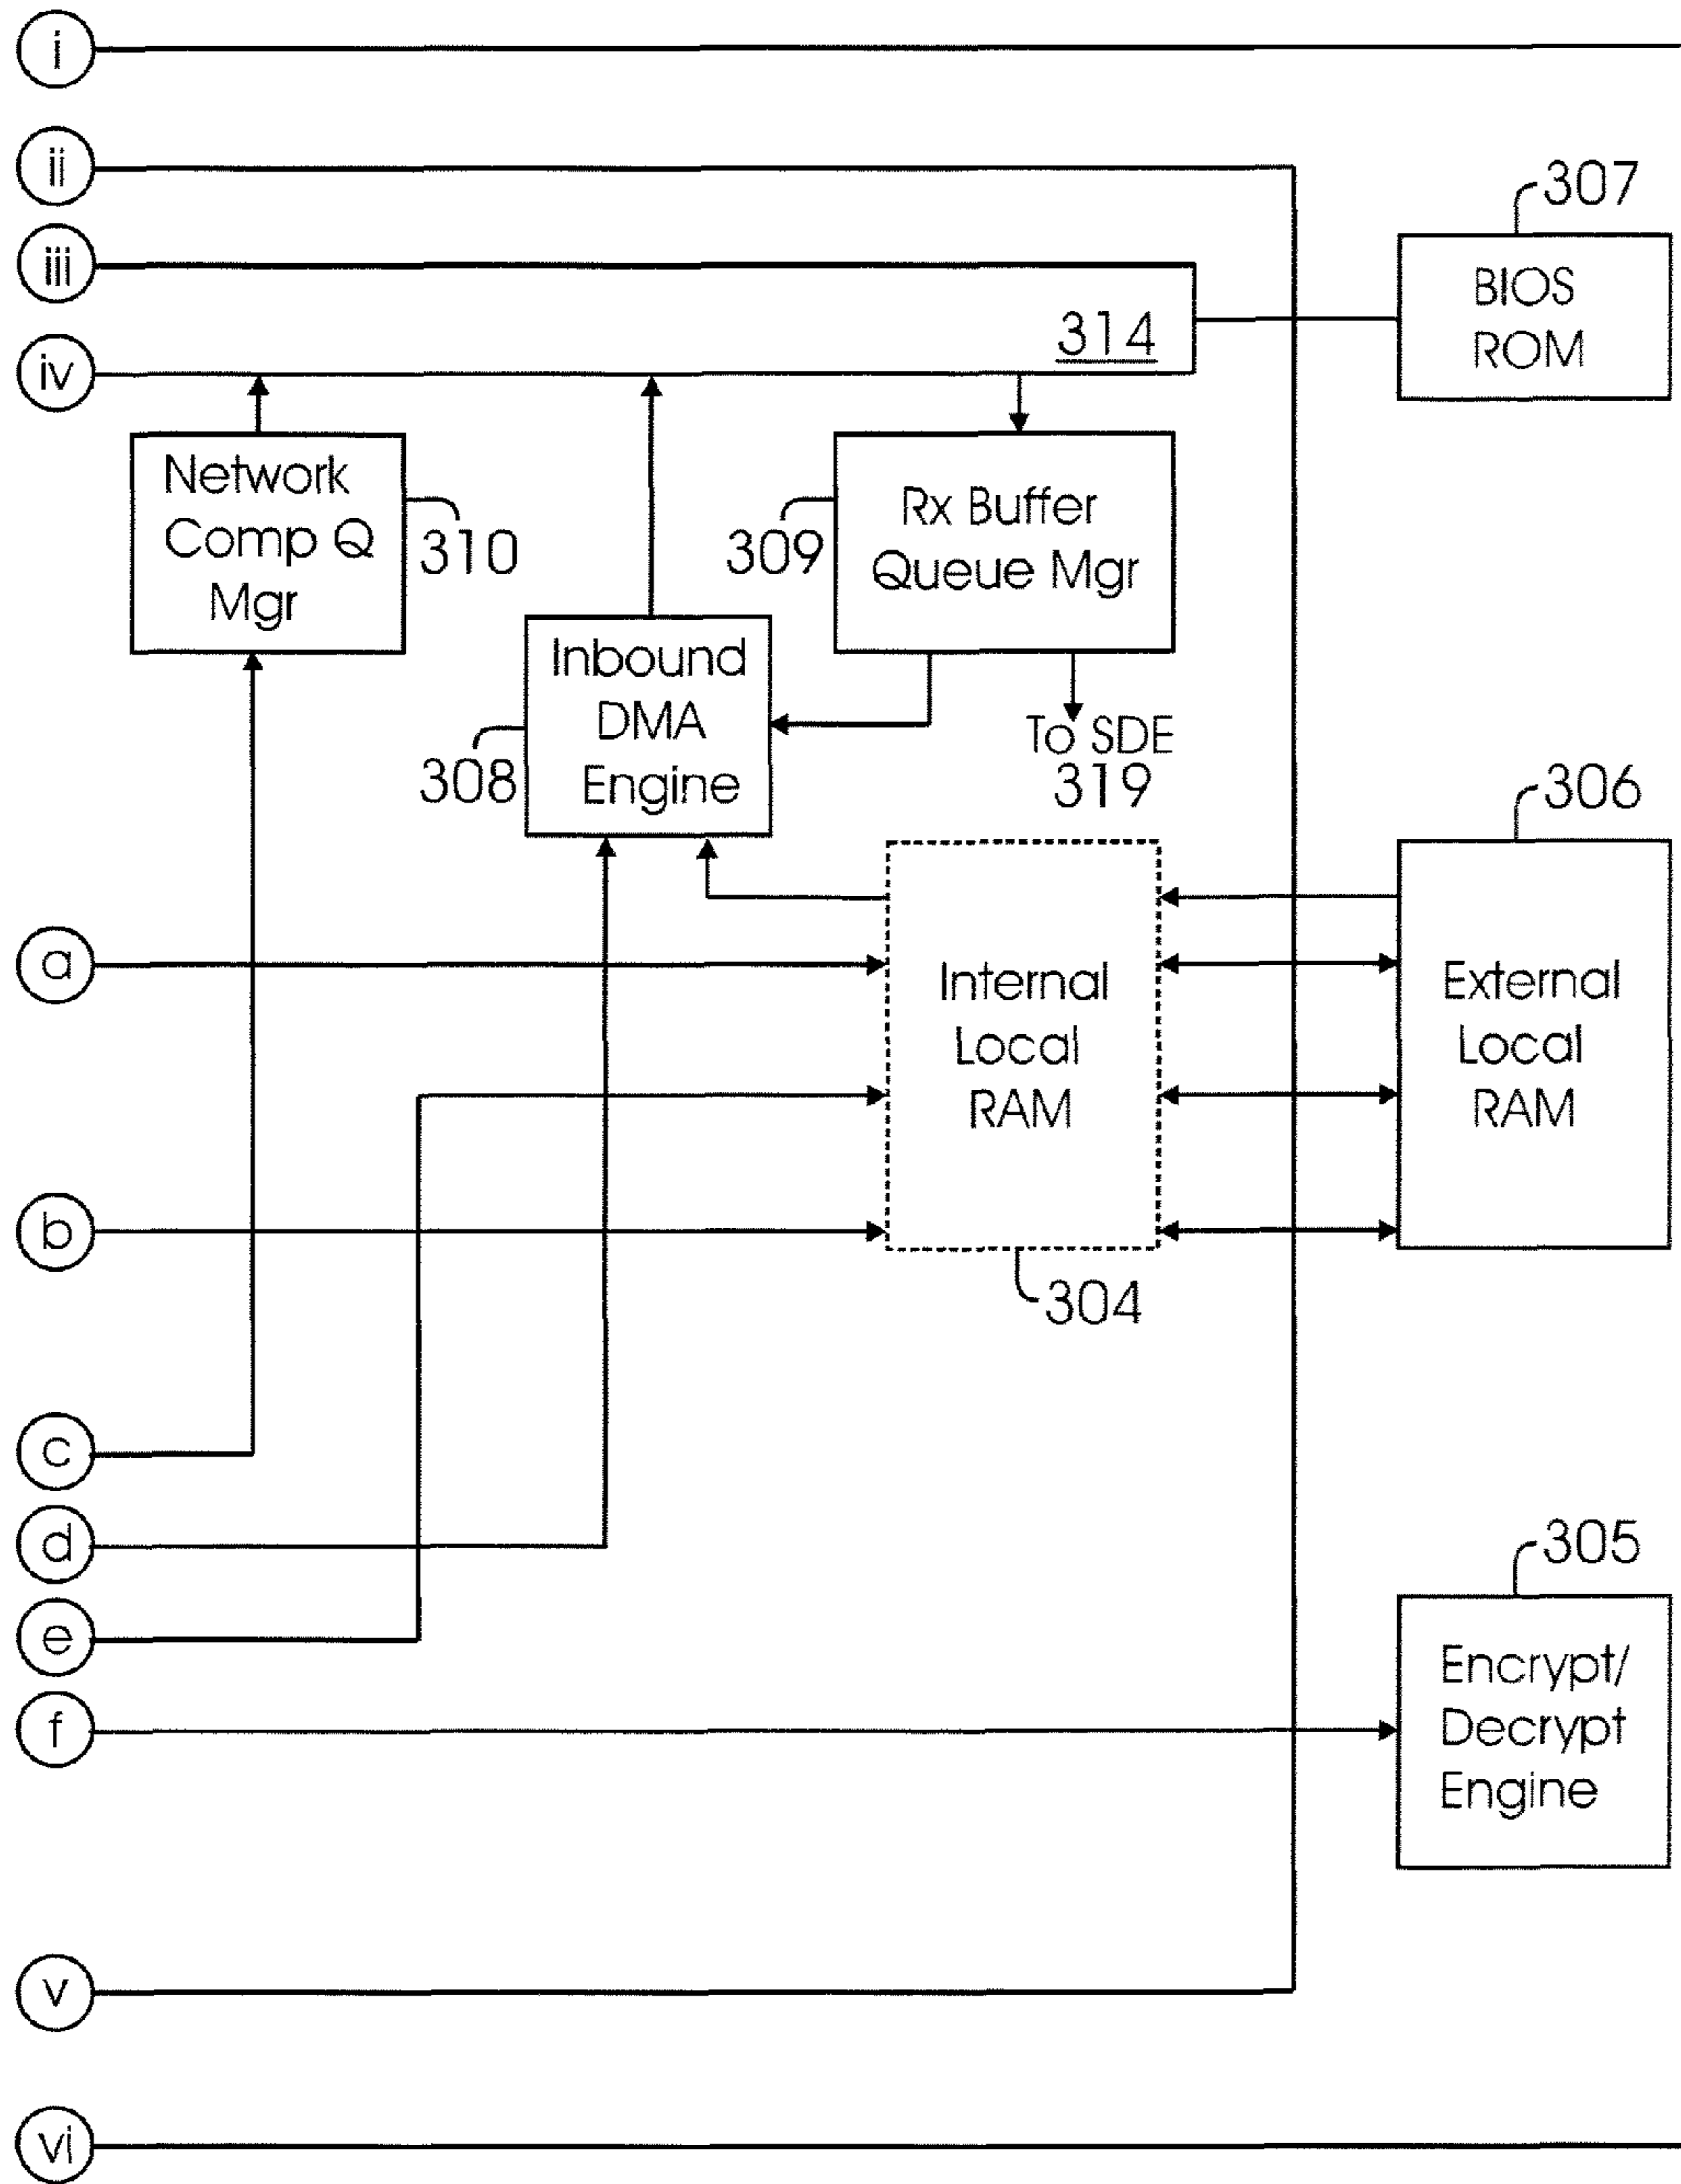 i
ii
307
iii
BIOS
ROM
314
iv
Network
Comp Q
Mgr
310
Rx Buffer
Queue Mgr
309
Inbound
DMA
Engine
308
To SDE
319
306
a
Internal
Local
RAM
External
Local
RAM
b
304
c
d
305
e
f
Encrypt/
Decrypt
Engine
v
vi